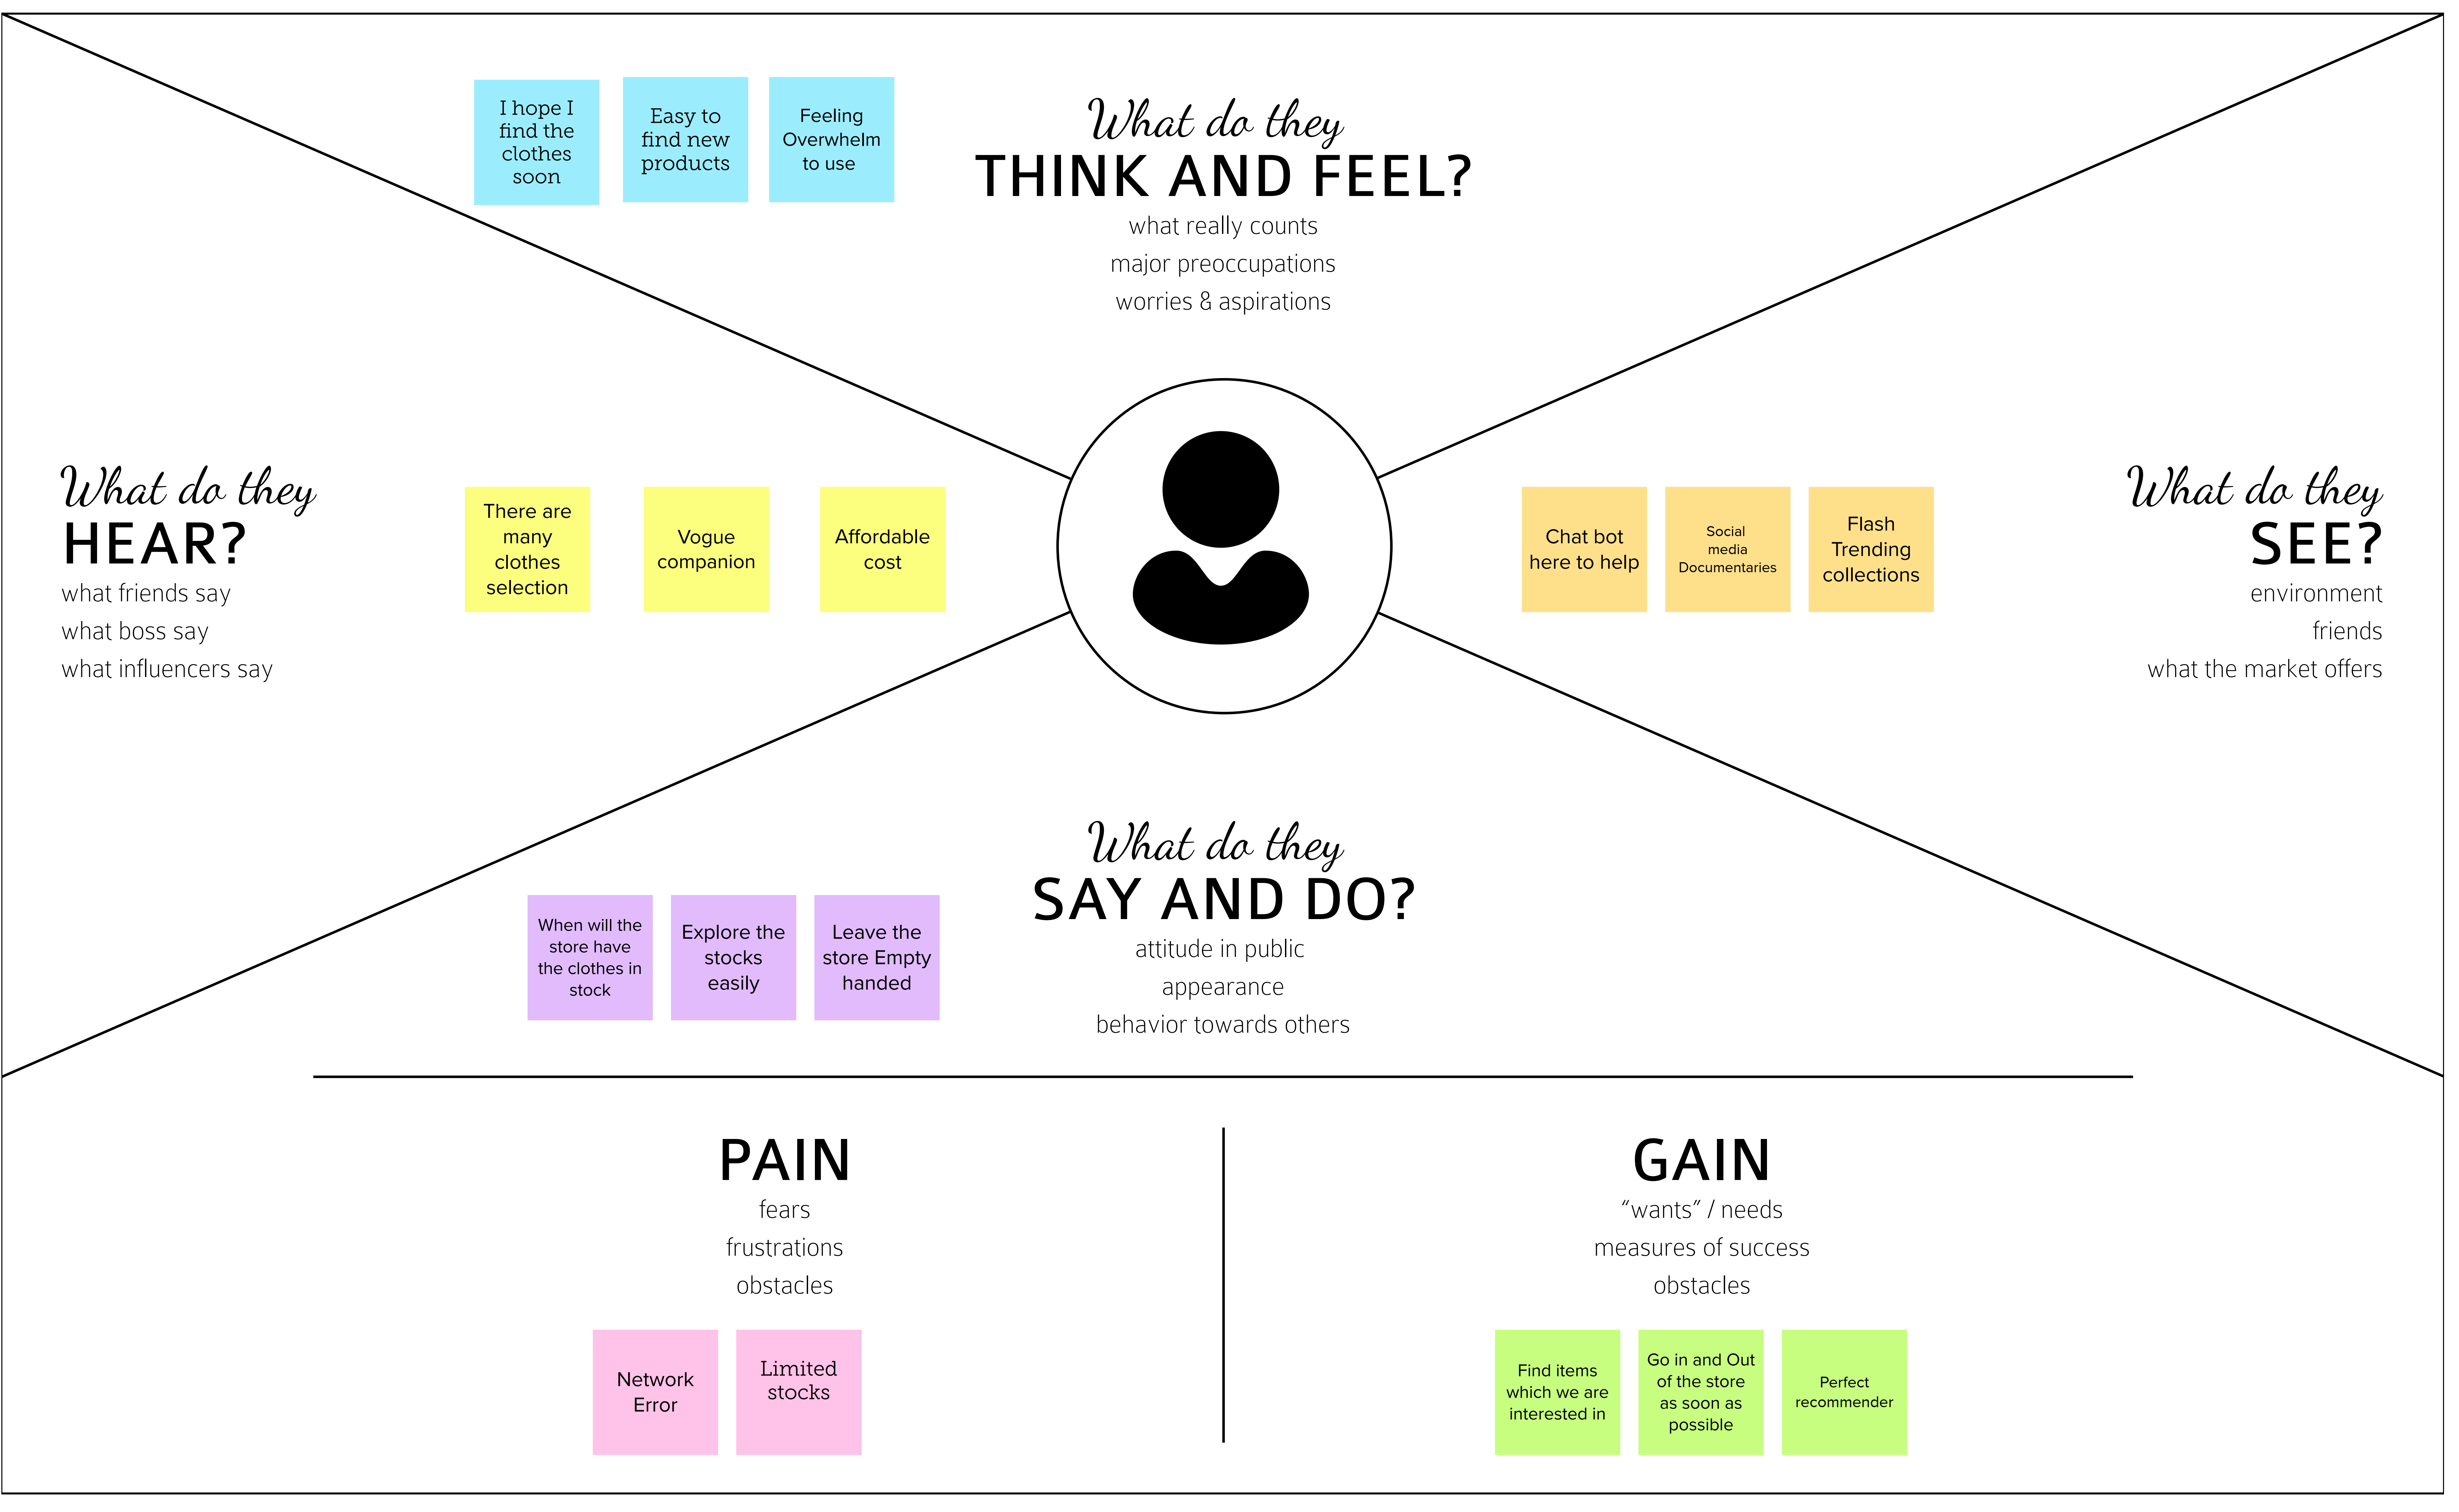 I hope I
find the
clothes
soon
Easy to
find new
products
Feeling
Overwhelm
to use
What do they
THINK AND FEEL?
what really counts
major preoccupations
worries & aspirations
What do they
HEAR?
what friends say
what boss say
what influencers say
There are
many
clothes
selection
Vogue
companion
Affordable
cost
Chat bot
here to help
Social
media
Documentaries
Flash
Trending
collections
What do they
SEE?
environment
friends
what the market offers
What do they
SAY AND DO?
attitude in public
appearance
behavior towards others
When will the
store have
the clothes in
stock
Explore the
stocks
easily
Leave the
store Empty
handed
PAIN
fears
frustrations
obstacles
Network
Error
Limited
stocks
GAIN
“wants” / needs
measures of success
obstacles
Find items
which we are
interested in
Go in and Out
of the store
as soon as
possible
Perfect
recommender